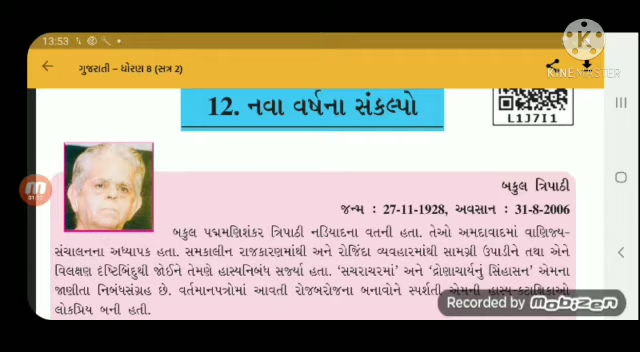 13:53
KINEMASTER
ગુજરાતી – ધોરણ 8 (સત્ર 2)
12. નવા વર્ષના સંકલ્પો
L1J7I1
બકુલ ત્રિપાઠી
જન્મ : 27-11-1928, અવસાન : 31-8-2006
બકુલ પદ્મમણિશંકર ત્રિપાઠી નડિયાદના વતની હતા. તેઓ અમદાવાદમાં વાણિજ્ય-
સંચાલનના અધ્યાપક હતા. સમકાલીન રાજકારણમાંથી અને રોજિંદા વ્યવહારમાંથી સામગ્રી ઉપાડીને તથા એને
વિલક્ષણ દૃષ્ટિબિંદુથી જોઈને તેમણે હાસ્યનિબંધ સર્જ્યા હતા. ‘સચરાચરમાં’ અને ‘દ્રોણાચાર્યનું સિંહાસન’ એમના
જાણીતા નિબંધસંગ્રહ છે. વર્તમાનપત્રોમાં આવતી રોજબરોજના બનાવોને સ્પર્શતી એમની હાસ્ય-કટાક્ષિકાઓ
લોકપ્રિય બની હતી.
Recorded by Mobizen